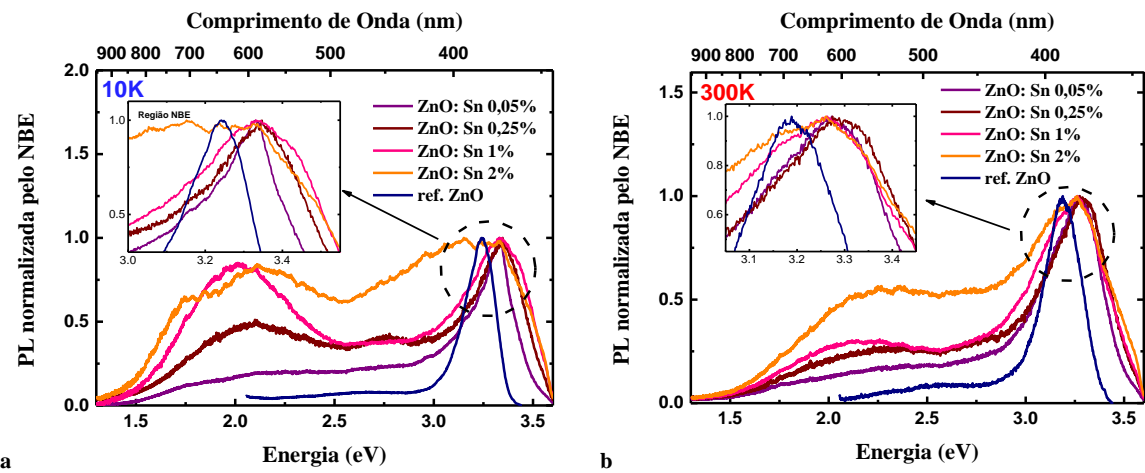 Comprimento de Onda (nm)
900 800 700 600 500 400
10K
Região NBE
1.0
0.5
3.0 3.2 3.4
ZnO: Sn 0,05%
ZnO: Sn 0,25%
ZnO: Sn 1%
ZnO: Sn 2%
ref. ZnO
PL normalizada pelo NBE
2.0
1.5
1.0
0.5
0.0
1.5 2.0 2.5 3.0 3.5
Energia (eV)
a
Comprimento de Onda (nm)
900 800 700 600 500 400
300K
1.0
0.8
0.6
3.1 3.2 3.3 3.4
ZnO: Sn 0,05%
ZnO: Sn 0,25%
ZnO: Sn 1%
ZnO: Sn 2%
ref. ZnO
PL normalizada pelo NBE
1.5
1.0
0.5
0.0
1.5 2.0 2.5 3.0 3.5
Energia (eV)
b